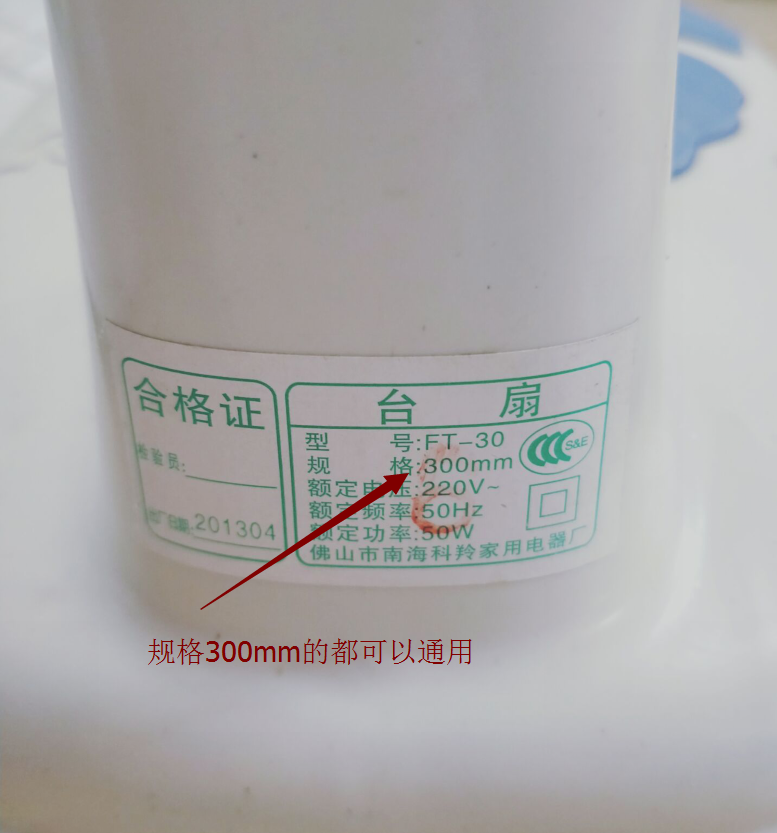 合格证
检验员:
出厂日期:201304
台 扇
型 号:FT-30
规 格:300mm
S&E
额定电压:220V~
额定频率:50Hz
额定功率:50W
佛山市南海科羚家用电器厂
规格300mm的都可以通用